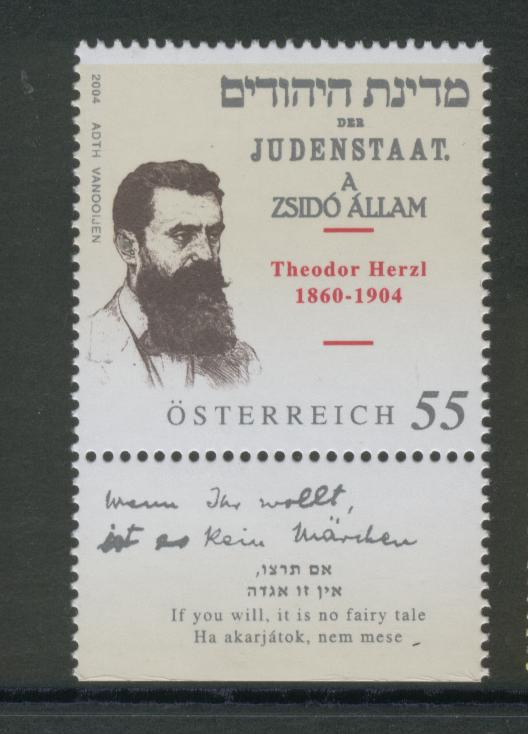 מדינת היהודים
DER
JUDENSTAAT.
A
ZSIDÓ ÁLLAM
Theodor Herzl
1860-1904
2004 ADTH VANOOIJEN
ÖSTERREICH 55
Wenn Ihr wollt,
ist es kein Märchen
אם תרצו,
אין זו אגדה
If you will, it is no fairy tale
Ha akarjátok, nem mese